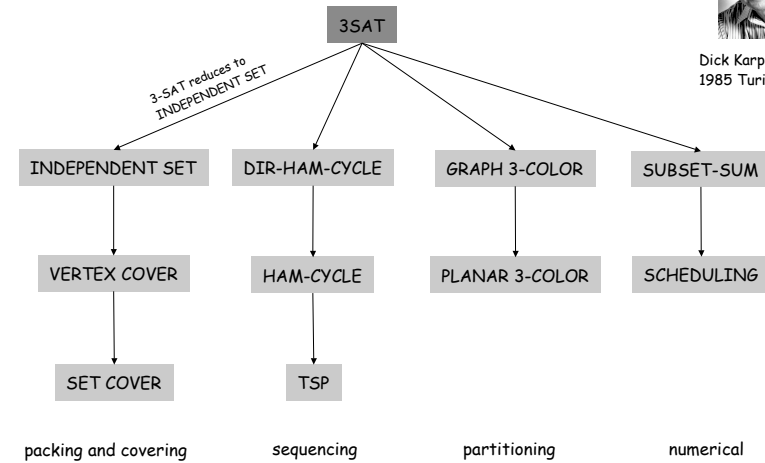 3SAT
Dick Karp
1985 Turi
3-SAT reduces to
INDEPENDENT SET
INDEPENDENT SET
DIR-HAM-CYCLE
GRAPH 3-COLOR
SUBSET-SUM
VERTEX COVER
HAM-CYCLE
PLANAR 3-COLOR
SCHEDULING
SET COVER
TSP
packing and covering
sequencing
partitioning
numerical